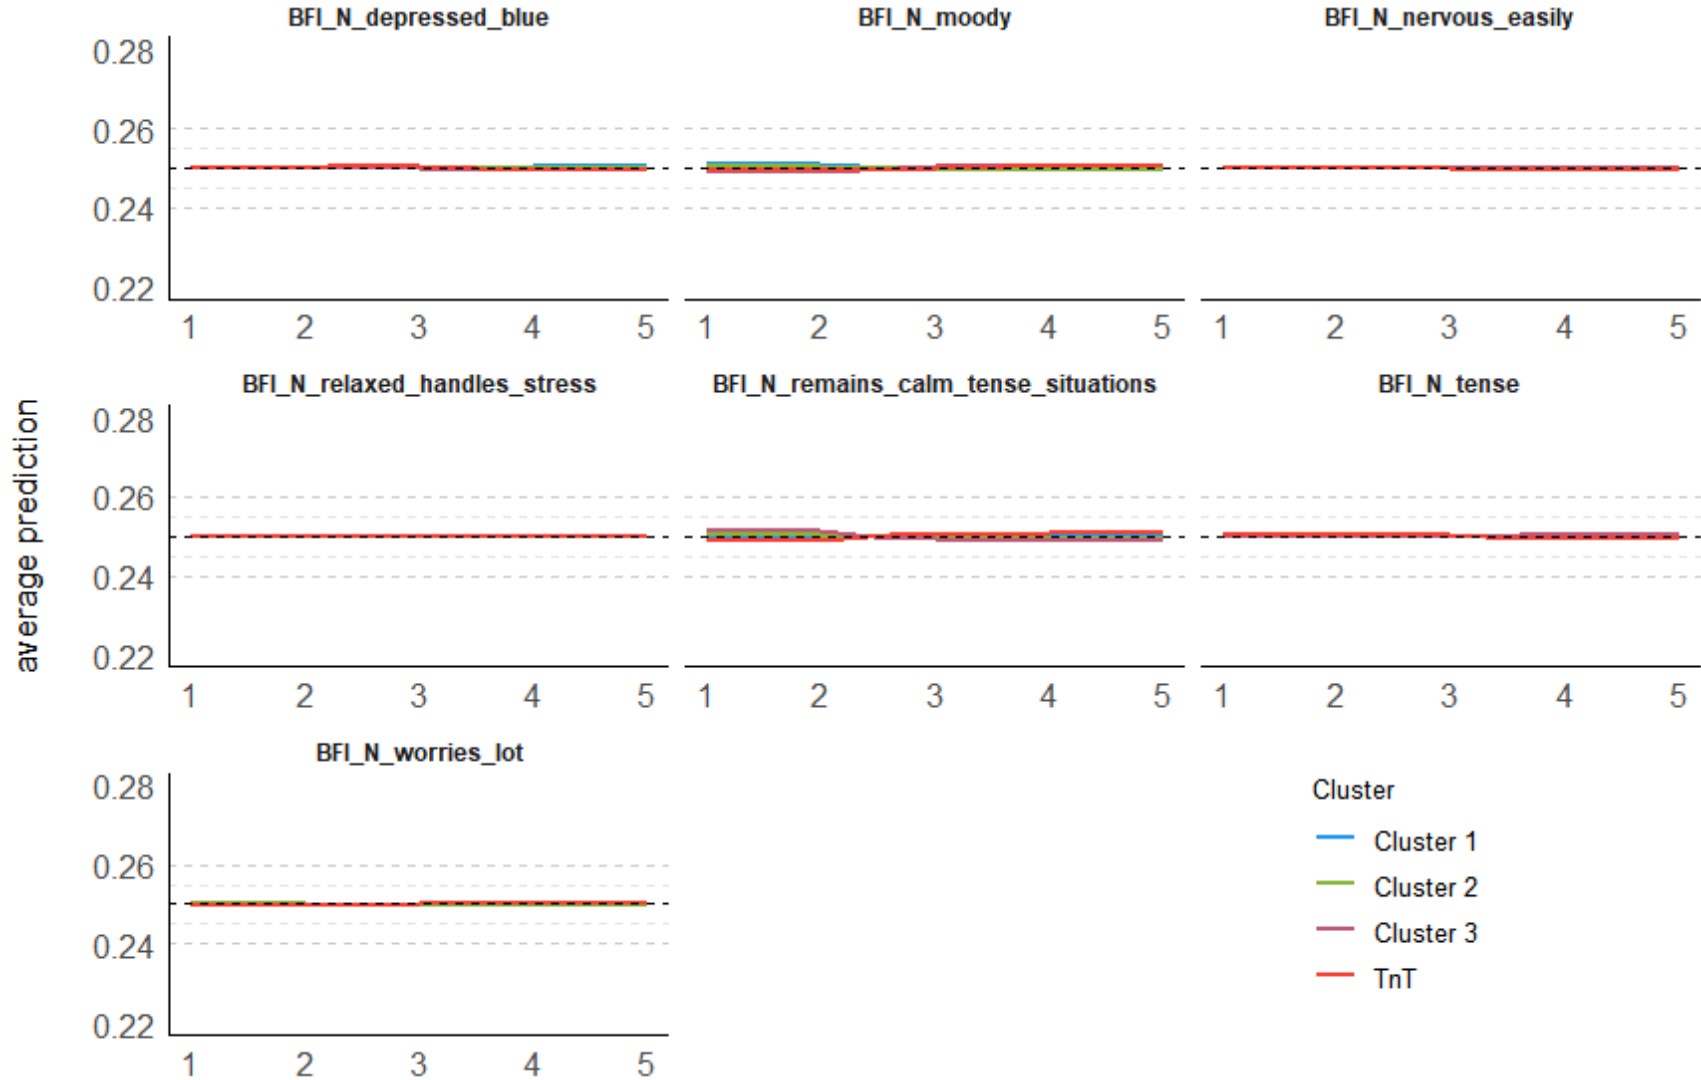 BFI_N_depressed_blue
BFI_N_moody
BFI_N_nervous_easily
0.28
0.26
0.24
0.22
1 2 3 4 5
1 2 3 4 5
1 2 3 4 5
BFI_N_relaxed_handles_stress
BFI_N_remains_calm_tense_situations
BFI_N_tense
average prediction
0.28
0.26
0.24
0.22
1 2 3 4 5
1 2 3 4 5
1 2 3 4 5
BFI_N_worries_lot
0.28
0.26
0.24
0.22
1 2 3 4 5
Cluster
Cluster 1
Cluster 2
Cluster 3
TnT